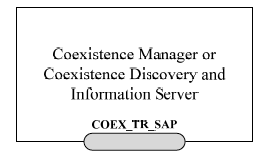 Coexistence Manager or
Coexistence Discovery and
Information Server
COEX_TR_SAP